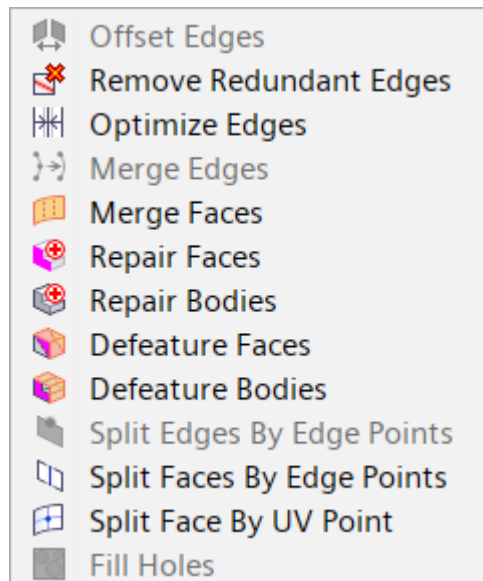 Offset Edges
Remove Redundant Edges
Optimize Edges
Merge Edges
Merge Faces
Repair Faces
Repair Bodies
Defeature Faces
Defeature Bodies
Split Edges By Edge Points
Split Faces By Edge Points
Split Face By UV Point
Fill Holes